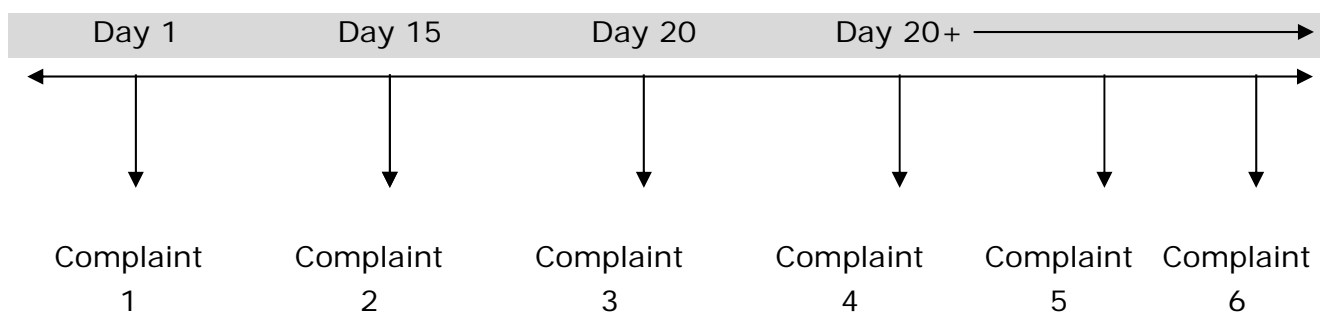 Day 1 Day 15 Day 20 Day 20+
Complaint Complaint Complaint Complaint Complaint Complaint
1 2 3 4 5 6